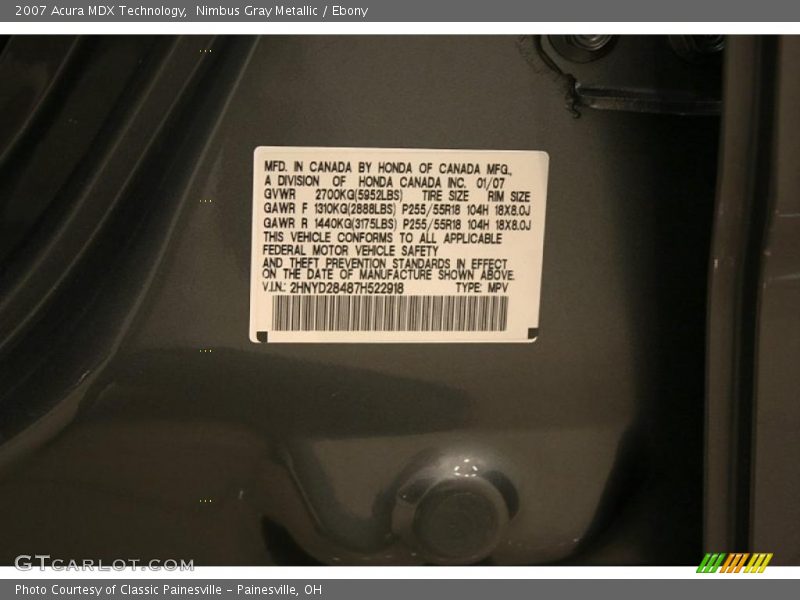 2007 Acura MDX Technology,  Nimbus Gray Metallic / Ebony
MFD. IN CANADA BY HONDA OF CANADA MFG.,
A DIVISION OF HONDA CANADA INC. 01/07
GVWR 2700KG(5952LBS) TIRE SIZE RIM SIZE
GAWR F 1310KG(2888LBS) P255/55R18 104H 18X8.0J
GAWR R 1440KG(3175LBS) P255/55R18 104H 18X8.0J
THIS VEHICLE CONFORMS TO ALL APPLICABLE
FEDERAL MOTOR VEHICLE SAFETY
AND THEFT PREVENTION STANDARDS IN EFFECT
ON THE DATE OF MANUFACTURE SHOWN ABOVE.
V.I.N.: 2HNYD28487H522918 TYPE: MPV
GTCARLOT.COM
Photo Courtesy of Classic Painesville - Painesville, OH